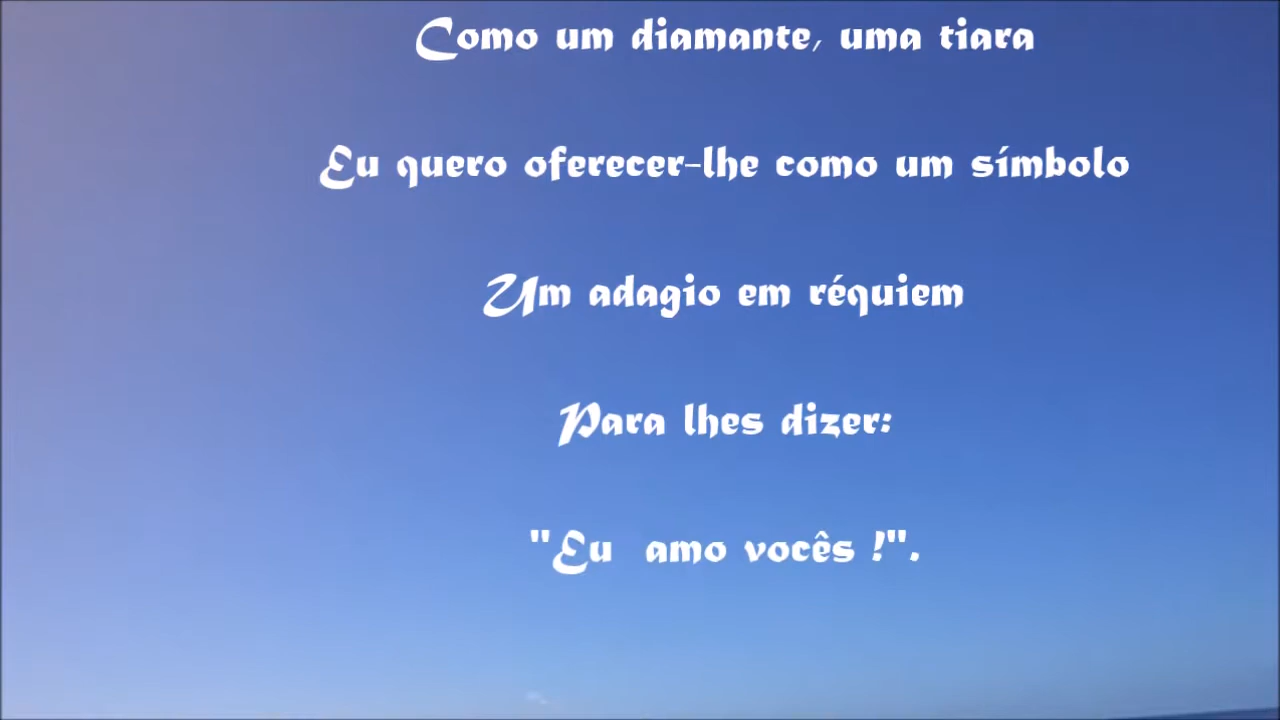 Como um diamante, uma tiara
Eu quero oferecer-lhe como um símbolo
Um adagio em réquiem
Para lhes dizer:
"Eu  amo vocês !".